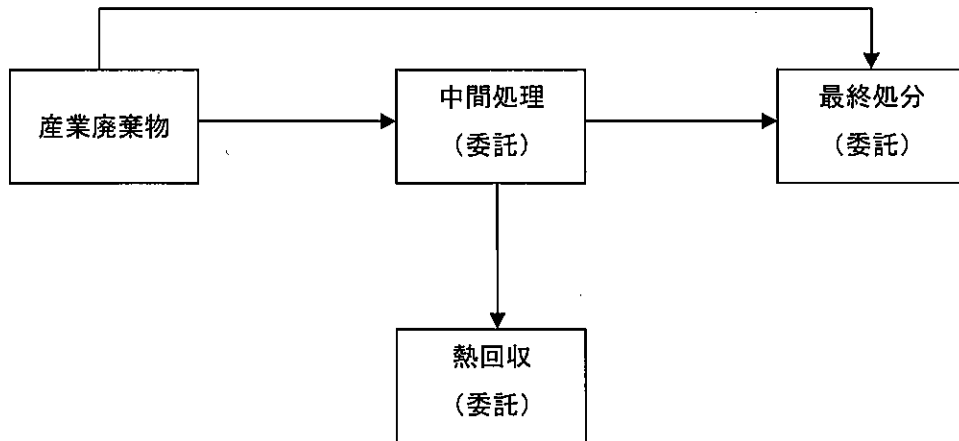 産業廃棄物
中間処理
(委託)
最終処分
(委託)
熱回収
(委託)